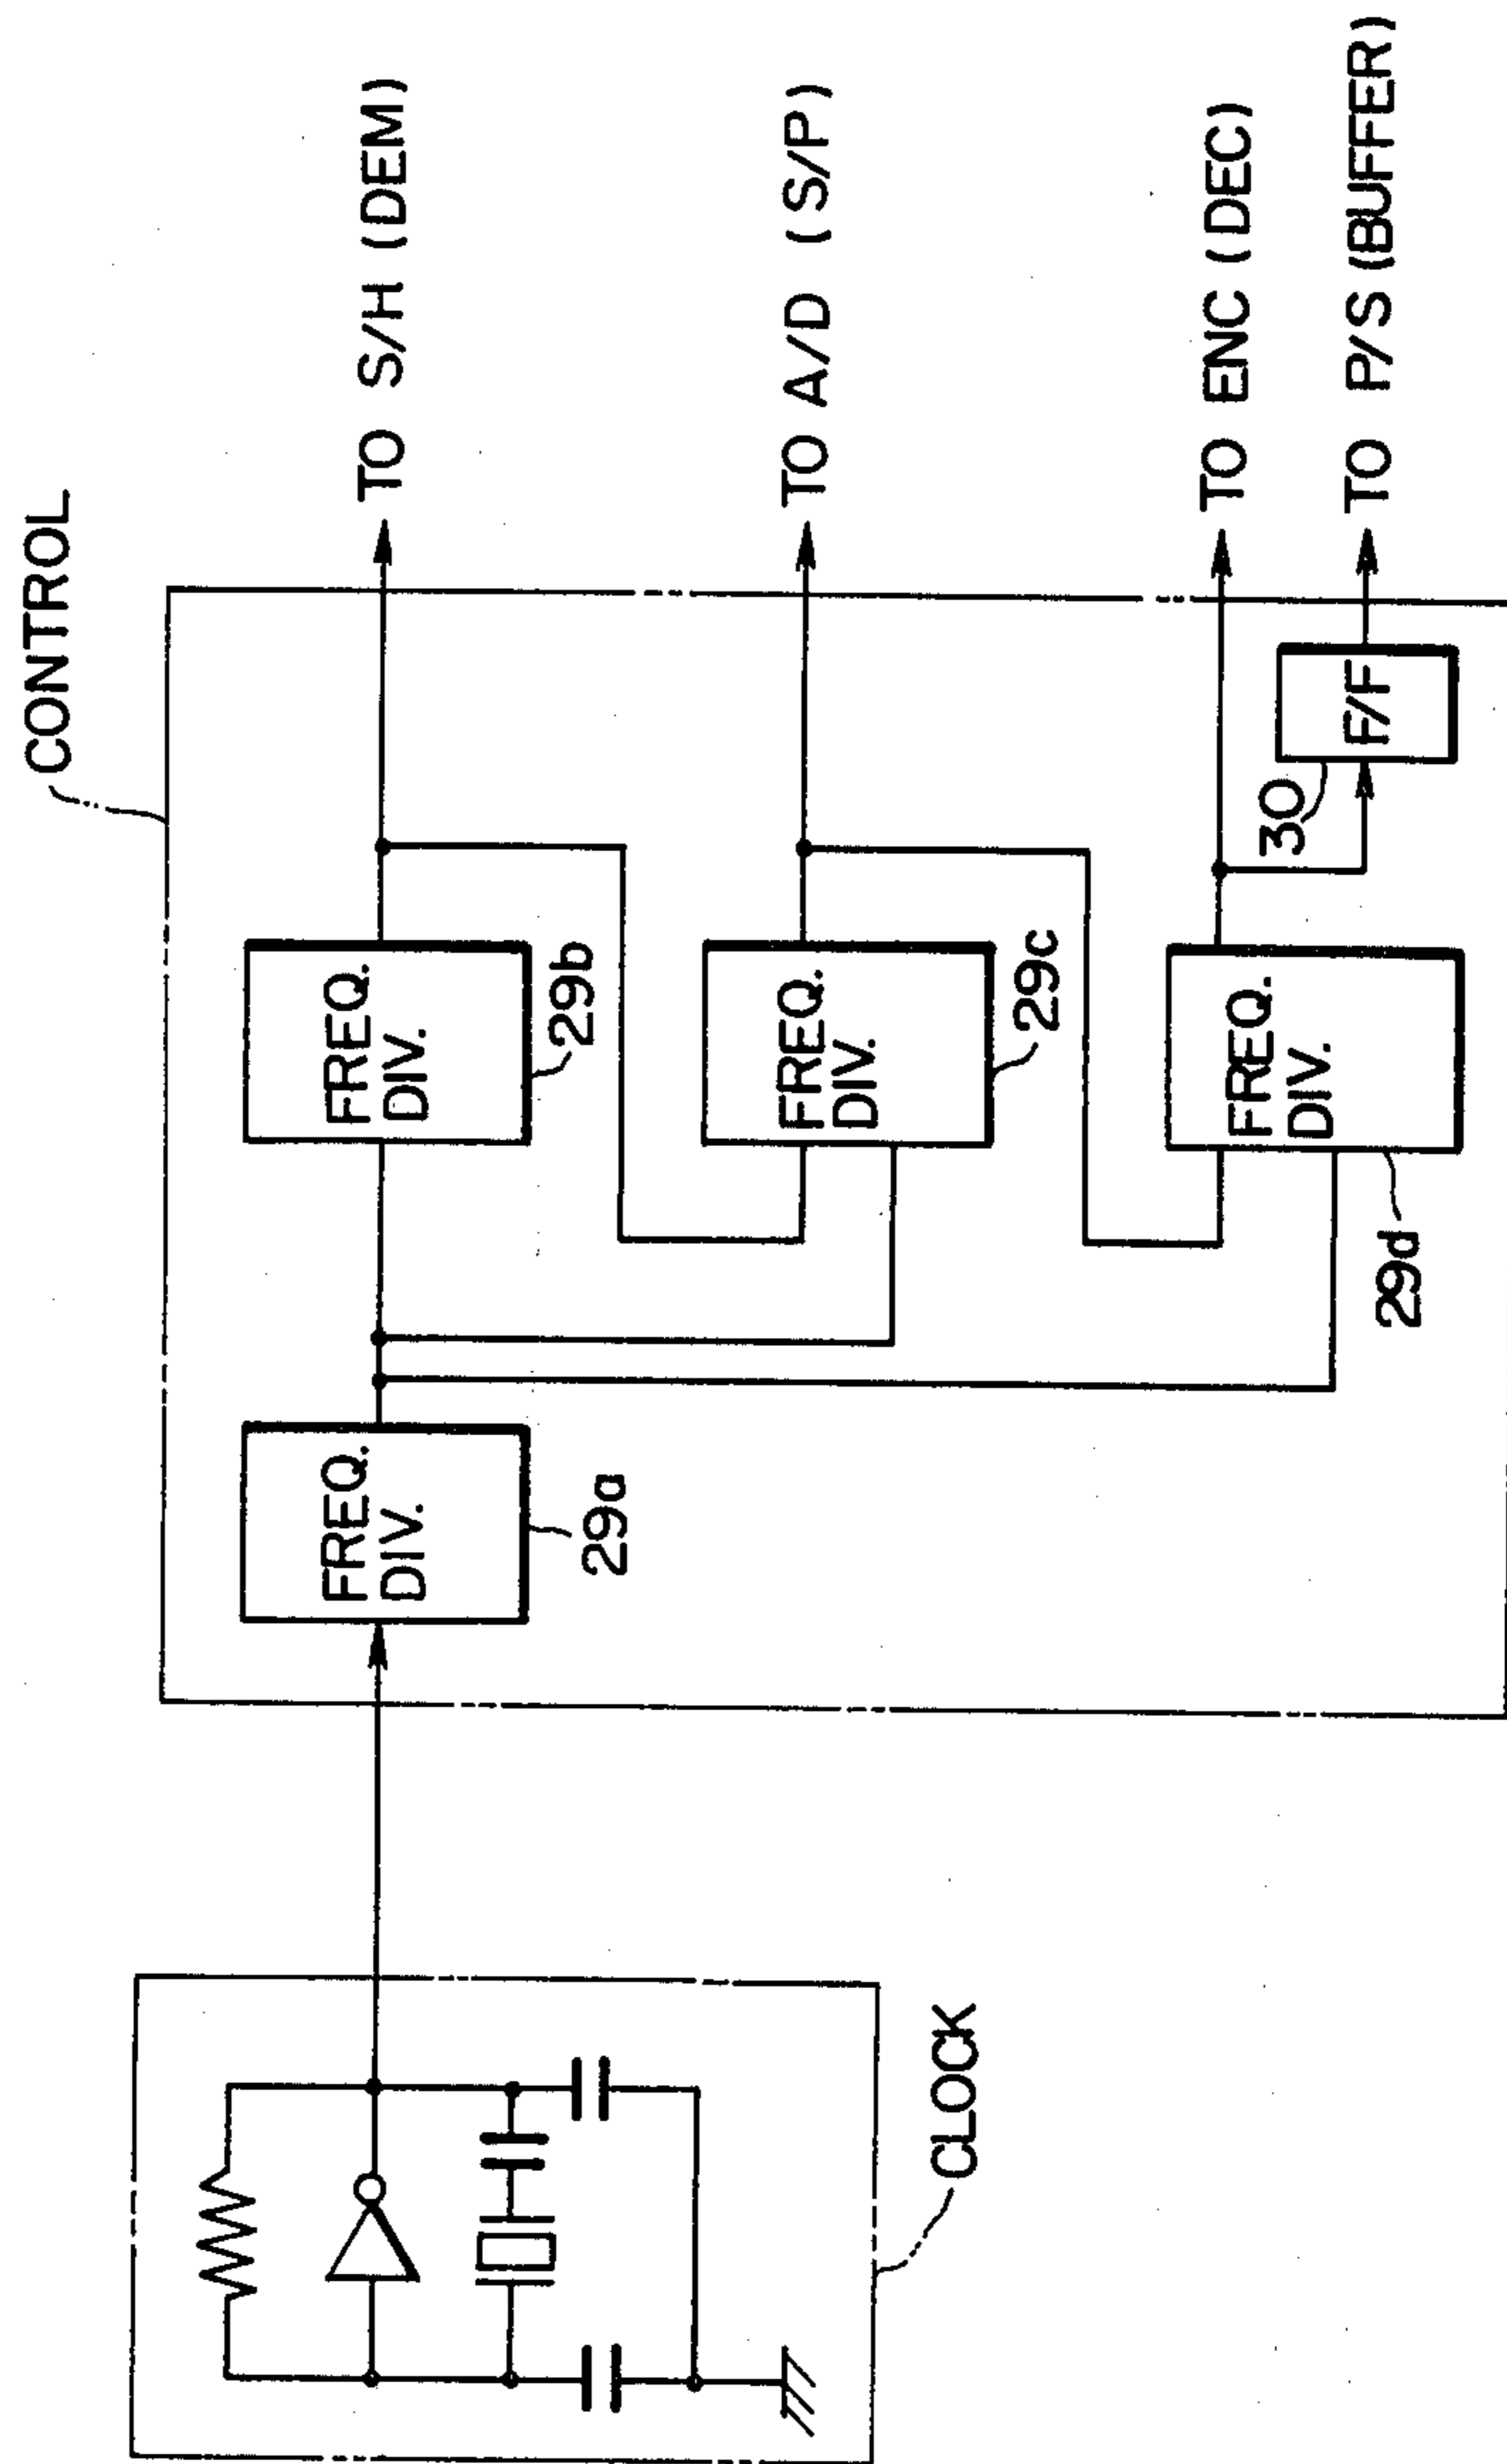 CONTROL
CLOCK
FREQ.
DIV.
29a
FREQ.
DIV.
29b
TO S/H (DEM)
FREQ.
DIV.
29c
TO A/D (S/P)
FREQ.
DIV.
29d
TO ENC (DEC)
30
F/F
TO P/S (BUFFER)